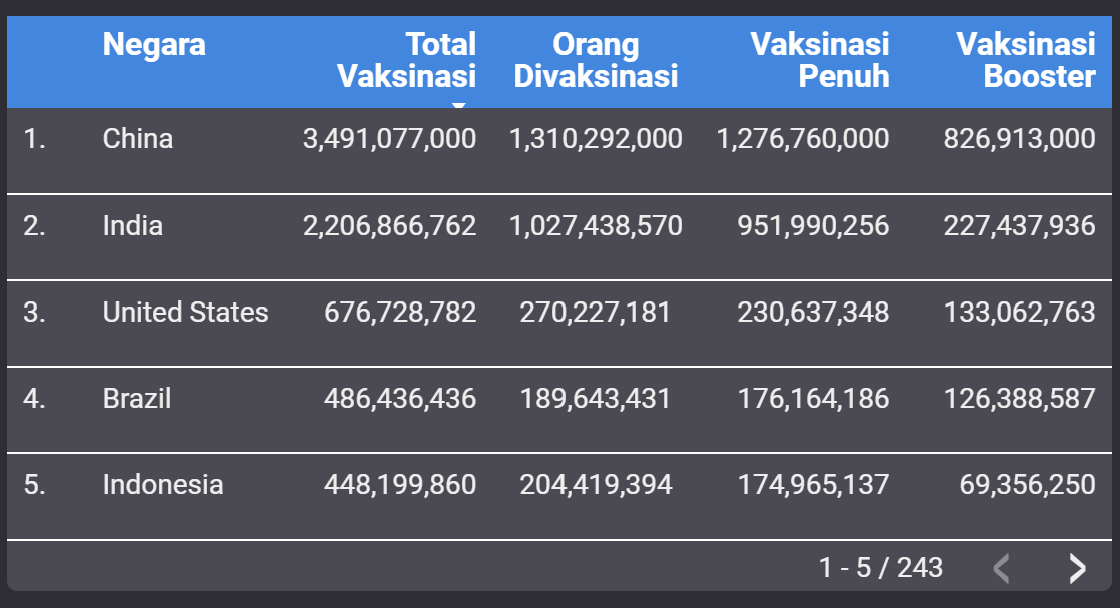 Negara Total Vaksinasi Orang Divaksinasi Vaksinasi Penuh Vaksinasi Booster
1. China 3,491,077,000 1,310,292,000 1,276,760,000 826,913,000
2. India 2,206,866,762 1,027,438,570 951,990,256 227,437,936
3. United States 676,728,782 270,227,181 230,637,348 133,062,763
4. Brazil 486,436,436 189,643,431 176,164,186 126,388,587
5. Indonesia 448,199,860 204,419,394 174,965,137 69,356,250
1 - 5 / 243